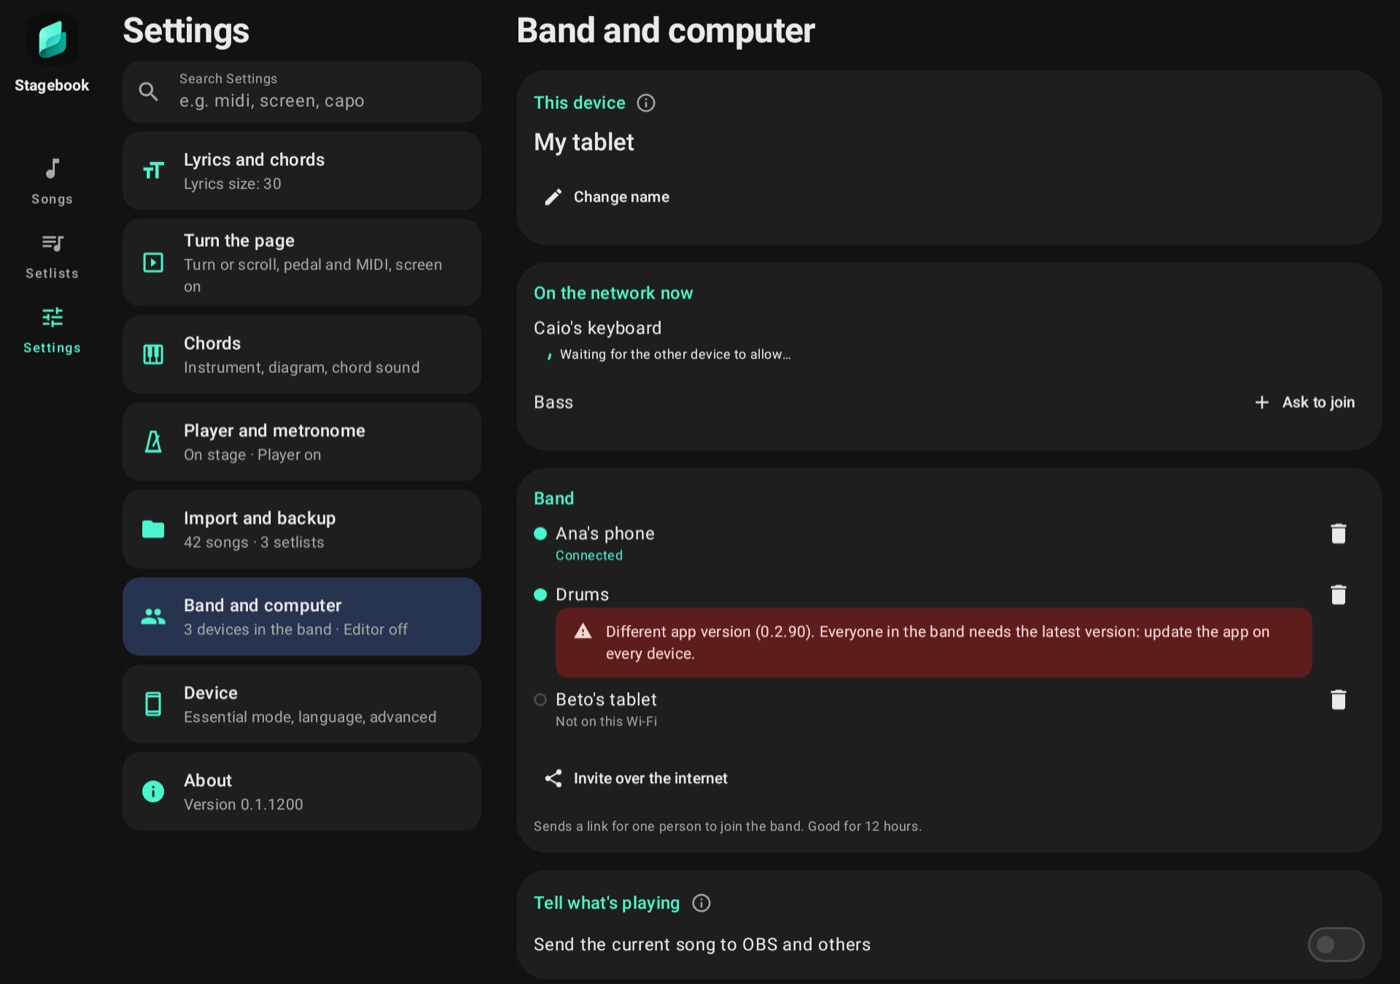 Stagebook
Songs
Setlists
Settings
Settings
Search Settings
e.g. midi, screen, capo
Lyrics and chords
Lyrics size: 30
Turn the page
Turn or scroll, pedal and MIDI, screen
on
Chords
Instrument, diagram, chord sound
Player and metronome
On stage · Player on
Import and backup
42 songs · 3 setlists
Band and computer
3 devices in the band · Editor off
Device
Essential mode, language, advanced
About
Version 0.1.1200
Band and computer
This device
My tablet
Change name
On the network now
Caio's keyboard
Waiting for the other device to allow...
Bass
Ask to join
Band
Ana's phone
Connected
Drums
Different app version (0.2.90). Everyone in the band needs the latest version: update the app on
every device.
Beto's tablet
Not on this Wi-Fi
Invite over the internet
Sends a link for one person to join the band. Good for 12 hours.
Tell what's playing
Send the current song to OBS and others